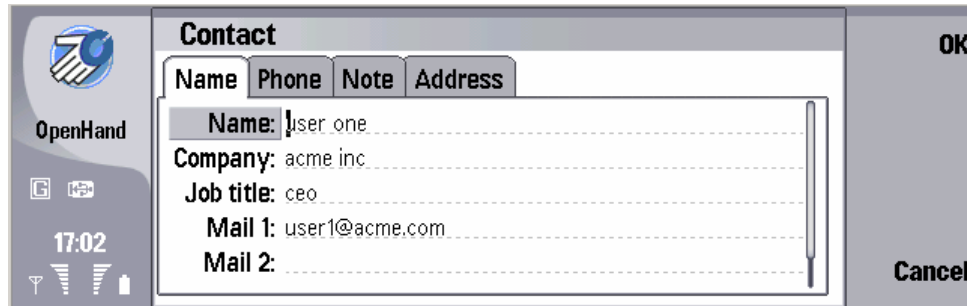 Contact
OK
Name Phone Note Address
OpenHand
Name: user one
Company: acme inc
Job title: ceo
Mail 1: user1@acme.com
Mail 2:
G
17:02
Cancel